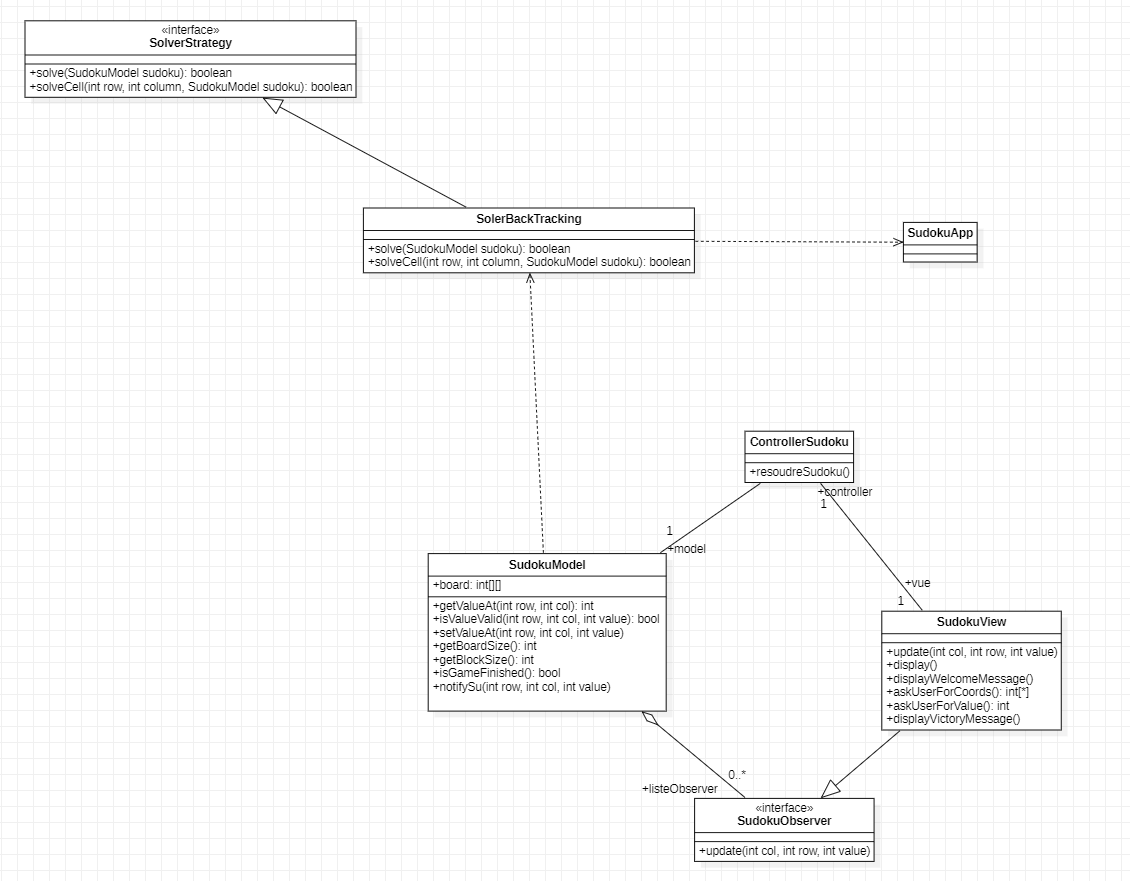 «interface»
SolverStrategy
+solve(SudokuModel sudoku): boolean
+solveCell(int row, int column, SudokuModel sudoku): boolean
SolerBackTracking
+solve(SudokuModel sudoku): boolean
+solveCell(int row, int column, SudokuModel sudoku): boolean
SudokuApp
ControllerSudoku
+resoudreSudoku()
+controller
1
1
+model
+vue
1
SudokuModel
+board: int[][]
+getValueAt(int row, int col): int
+isValueValid(int row, int col, int value): bool
+setValueAt(int row, int col, int value)
+getBoardSize(): int
+getBlockSize(): int
+isGameFinished(): bool
+notifySu(int row, int col, int value)
SudokuView
+update(int col, int row, int value)
+display()
+displayWelcomeMessage()
+askUserForCoords(): int[*]
+askUserForValue(): int
+displayVictoryMessage()
0..*
+listeObserver
«interface»
SudokuObserver
+update(int col, int row, int value)